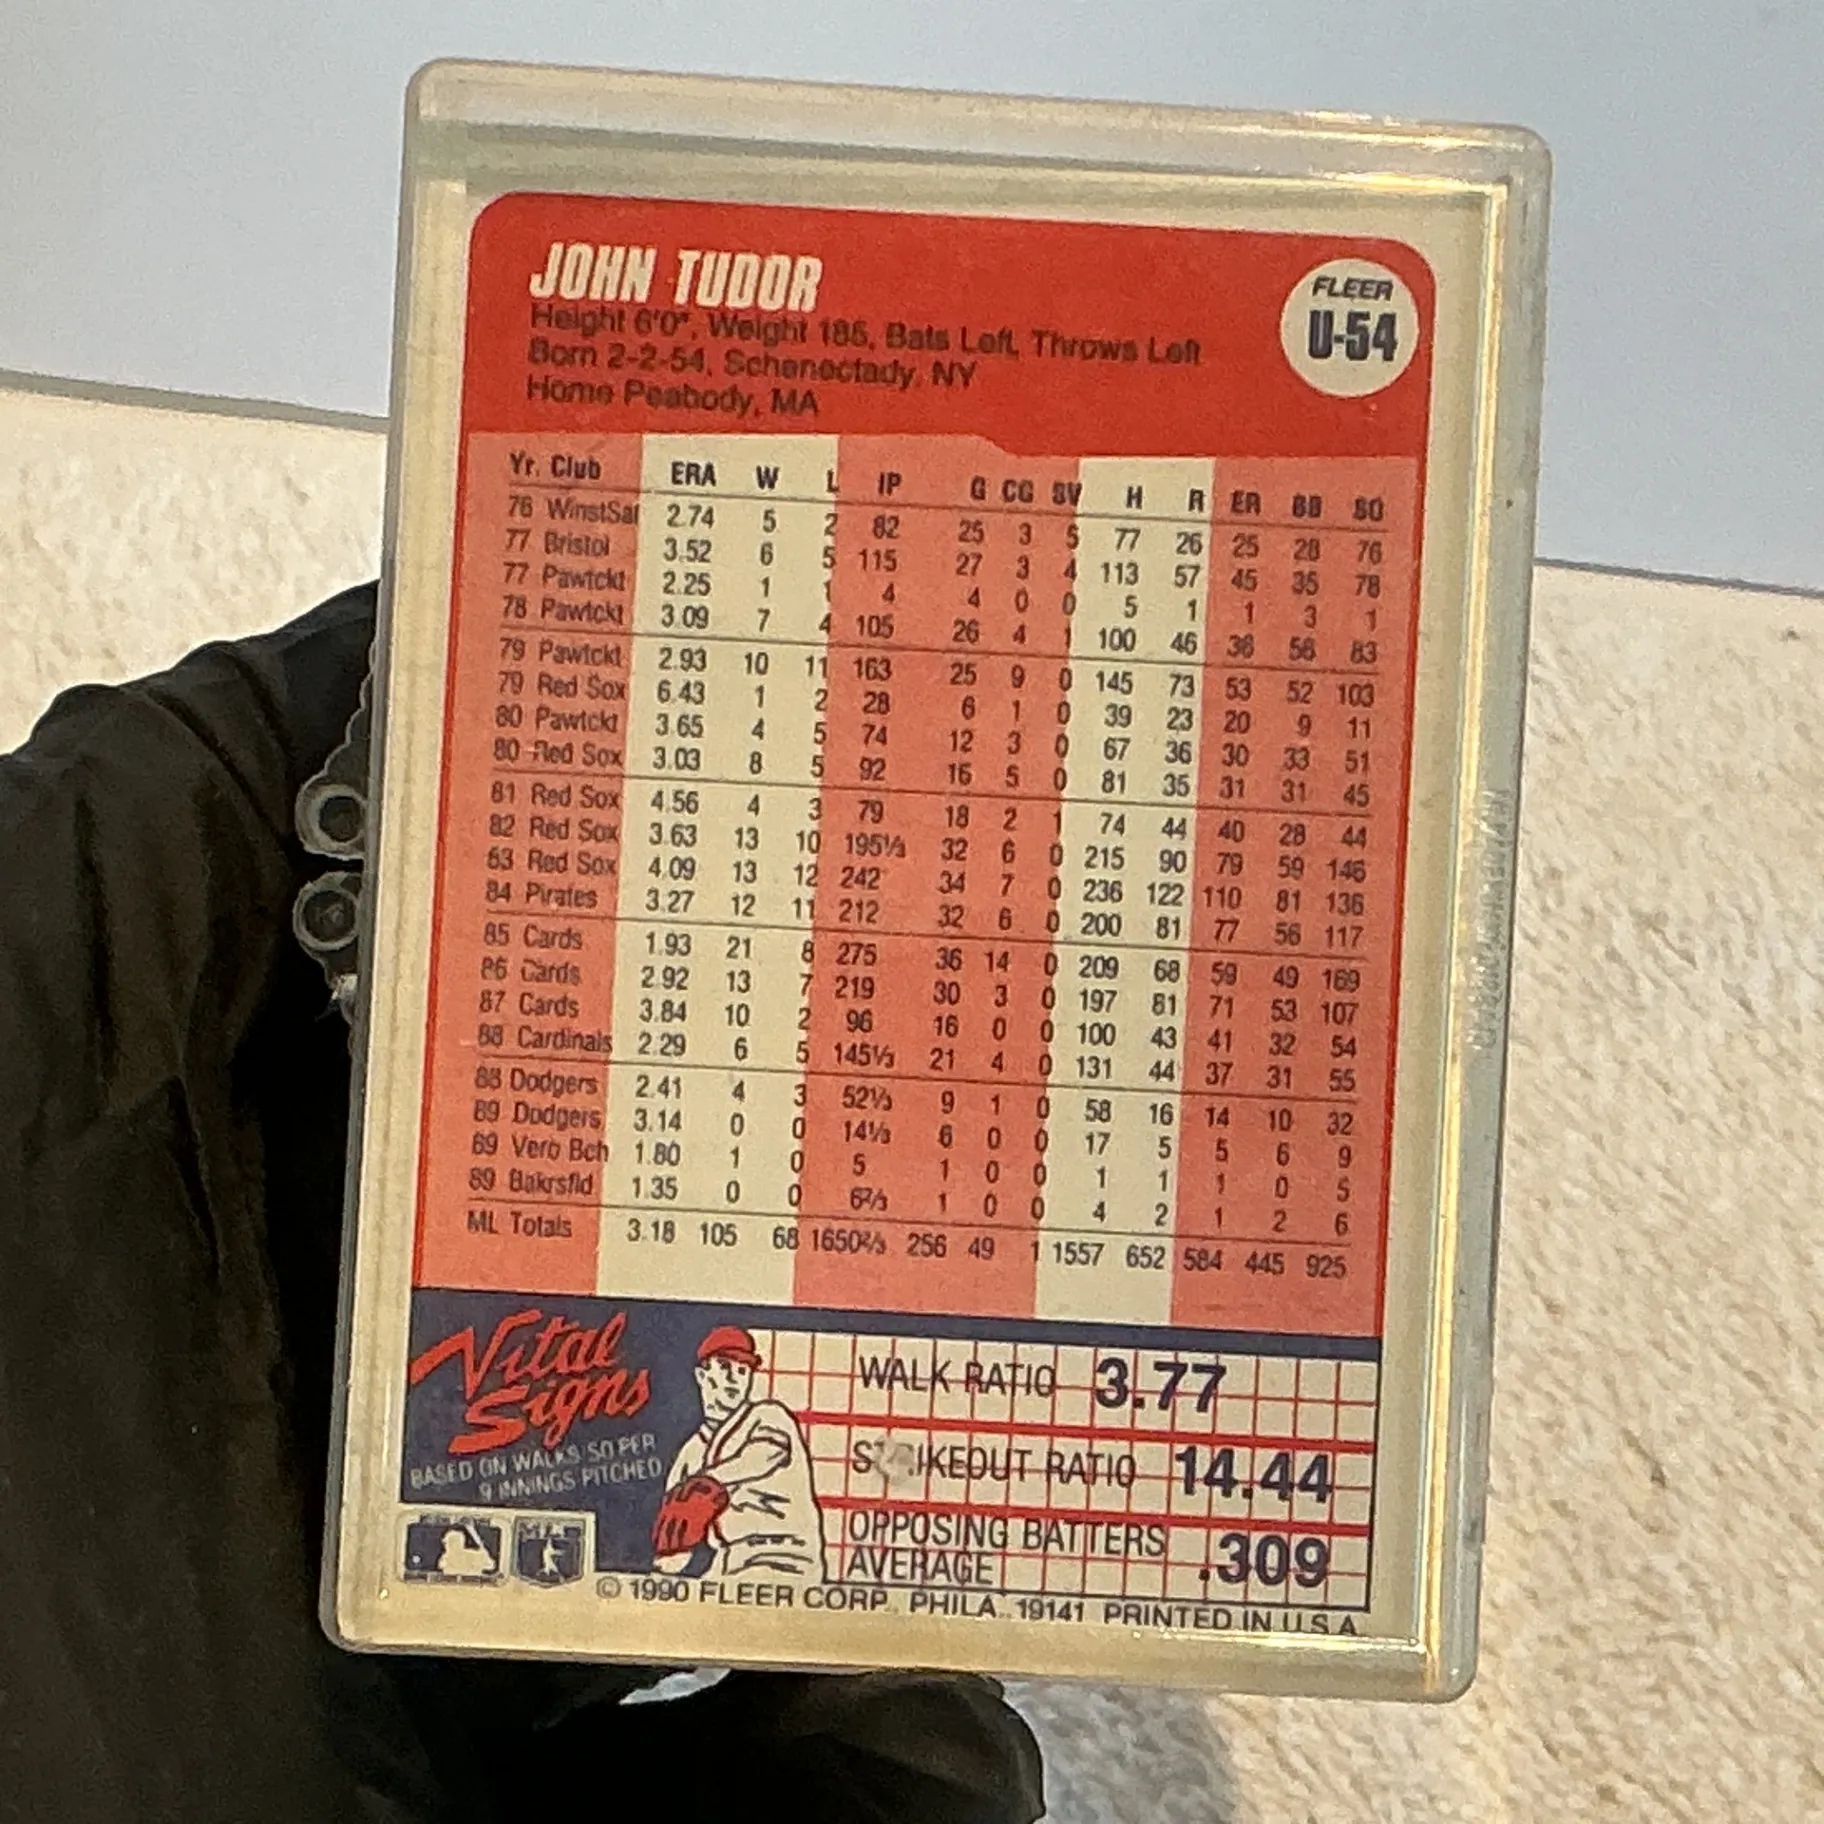 JOHN TUDOR
FLEER
U-54
Height 6'0", Weight 185, Bats Left, Throws Left
Born 2-2-54, Schenectady, NY
Home Peabody, MA
Yr. Club ERA W L IP G CG SV H R ER BB SO
76 WinstSal 2.74 5 2 82 25 3 5 77 26 25 28 76
77 Bristol 3.52 6 5 115 27 3 4 113 57 45 35 78
77 Pawtckt 2.25 1 1 4 4 0 0 5 1 1 3 1
78 Pawtckt 3.09 7 4 105 26 4 1 100 46 36 56 83
79 Pawtckt 2.93 10 11 163 25 9 0 145 73 53 52 103
79 Red Sox 6.43 1 2 28 6 1 0 39 23 20 9 11
80 Pawtckt 3.65 4 5 74 12 3 0 67 36 30 33 51
80 Red Sox 3.03 8 5 92 16 5 0 81 35 31 31 45
81 Red Sox 4.56 4 3 79 18 2 1 74 44 40 28 44
82 Red Sox 3.63 13 10 195⅓ 32 6 0 215 90 79 59 146
83 Red Sox 4.09 13 12 242 34 7 0 236 122 110 81 136
84 Pirates 3.27 12 11 212 32 6 0 200 81 77 56 117
85 Cards 1.93 21 8 275 36 14 0 209 68 59 49 169
86 Cards 2.92 13 7 219 30 3 0 197 81 71 53 107
87 Cards 3.84 10 2 96 16 0 0 100 43 41 32 54
88 Cardinals 2.29 6 5 145⅓ 21 4 0 131 44 37 31 55
88 Dodgers 2.41 4 3 52⅓ 9 1 0 58 16 14 10 32
89 Dodgers 3.14 0 0 14⅓ 6 0 0 17 5 5 6 9
89 Vero Bch 1.80 1 0 5 1 0 0 1 1 1 0 5
89 Bakrsfld 1.35 0 0 6⅔ 1 0 0 4 2 1 2 6
ML Totals 3.18 105 68 1650⅔ 256 49 1 1557 652 584 445 925
Vital
Signs
BASED ON WALKS/SO PER
9 INNINGS PITCHED
WALK RATIO 3.77
STRIKEOUT RATIO 14.44
OPPOSING BATTERS
AVERAGE .309
© 1990 FLEER CORP., PHILA., 19141 PRINTED IN U.S.A.